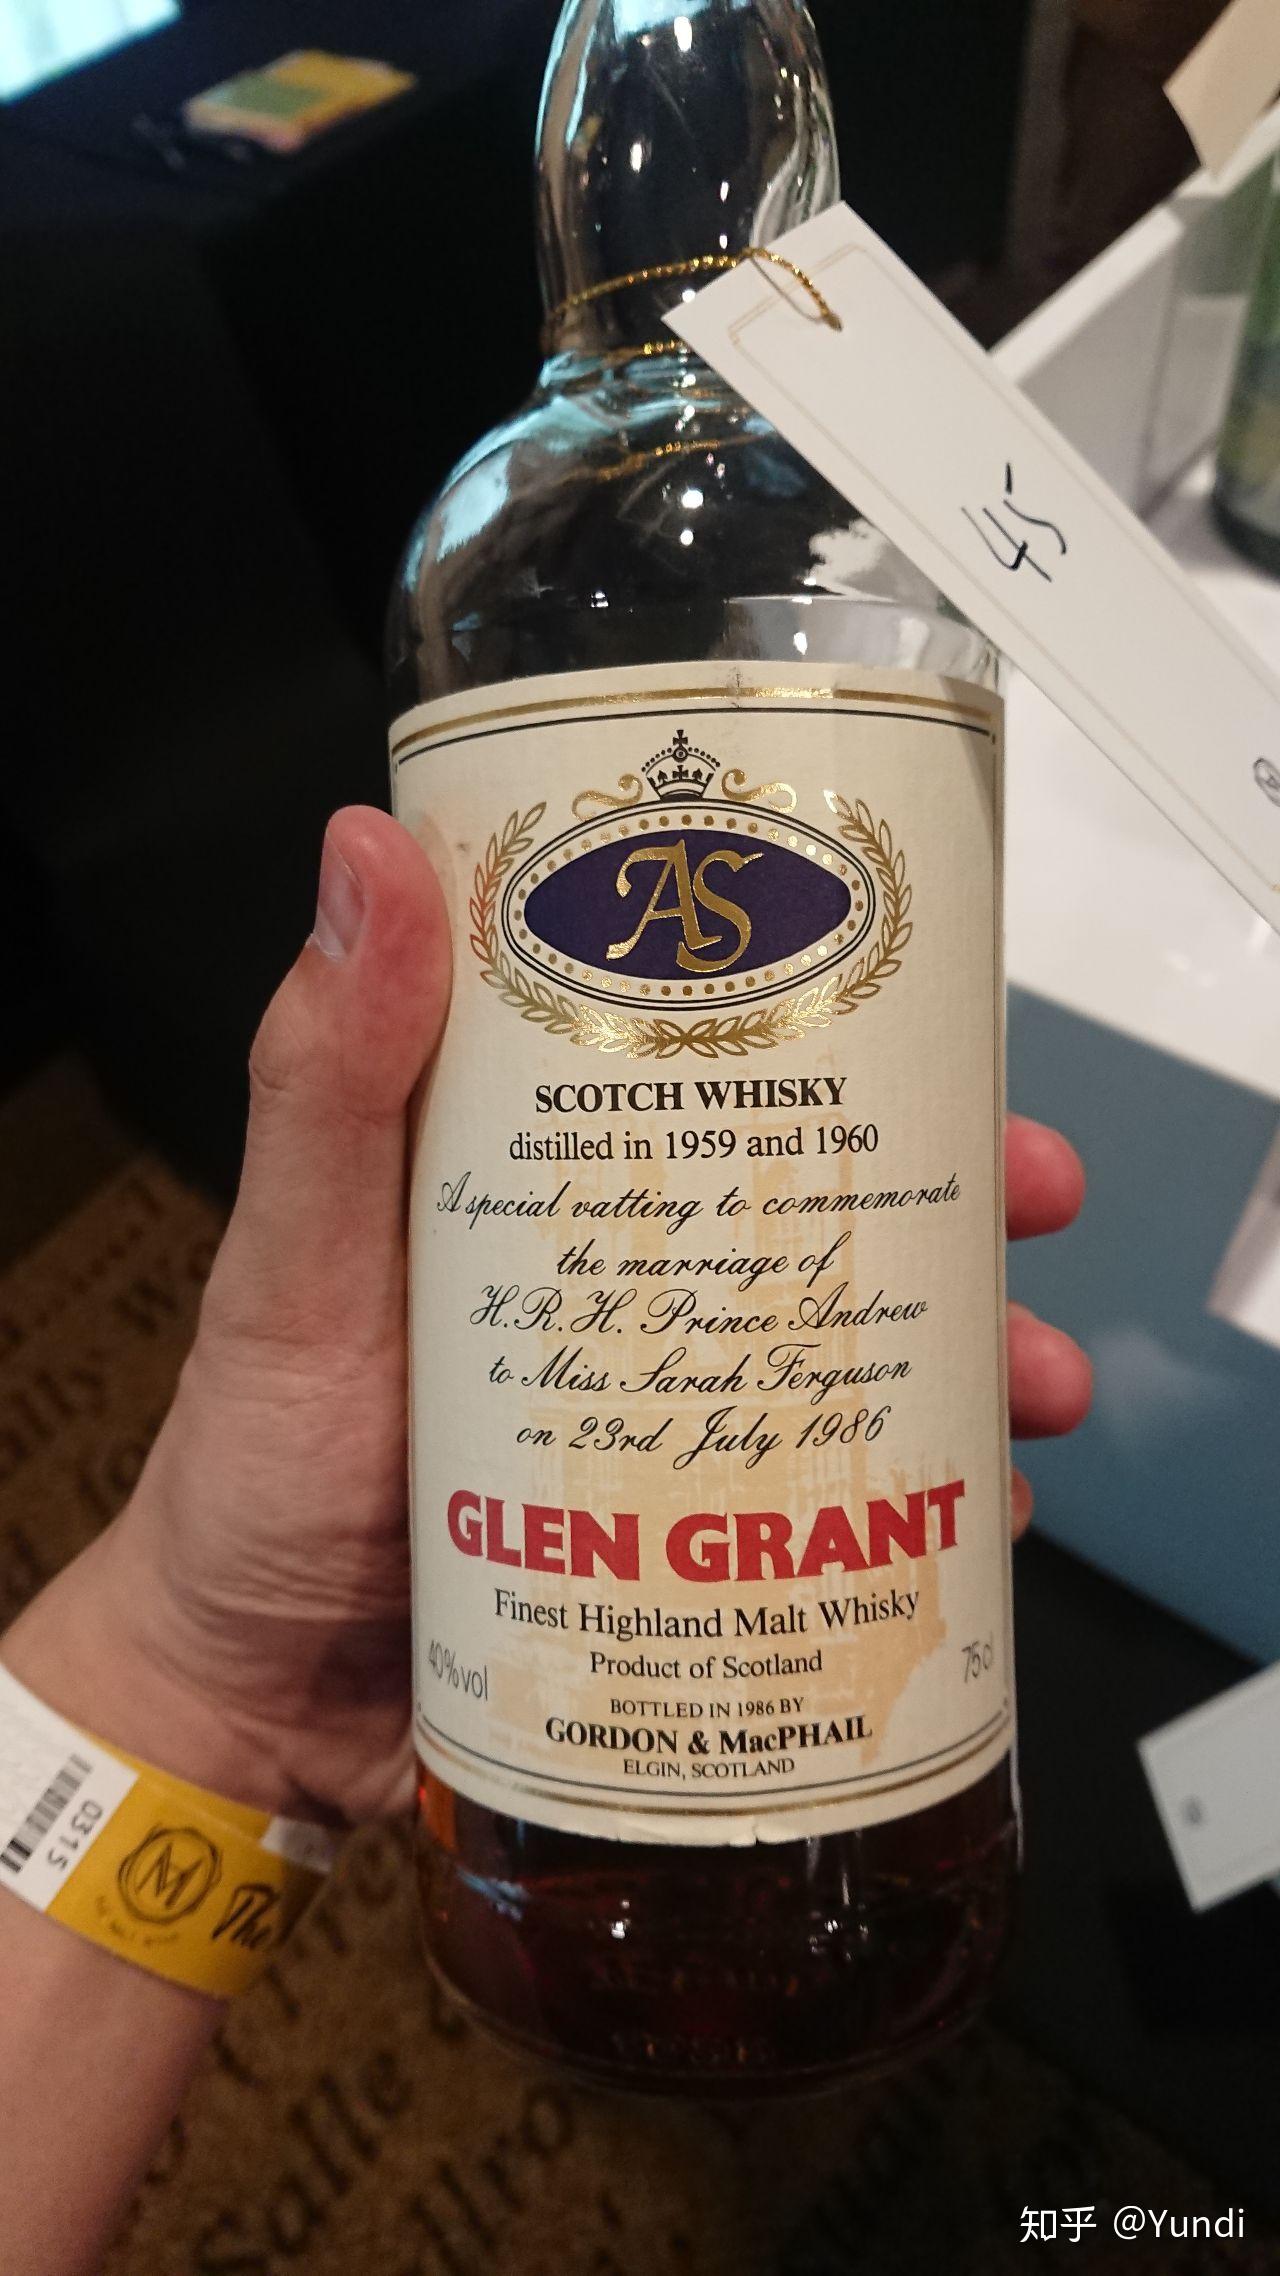 45
AS
SCOTCH WHISKY
distilled in 1959 and 1960
A special vatting to commemorate
the marriage of
H.R.H. Prince Andrew
to Miss Sarah Ferguson
on 23rd July 1986
GLEN GRANT
Finest Highland Malt Whisky
Product of Scotland
40%vol
75cl
BOTTLED IN 1986 BY
GORDON & MacPHAIL
ELGIN, SCOTLAND
0315
The
Salle
知乎 @Yundi